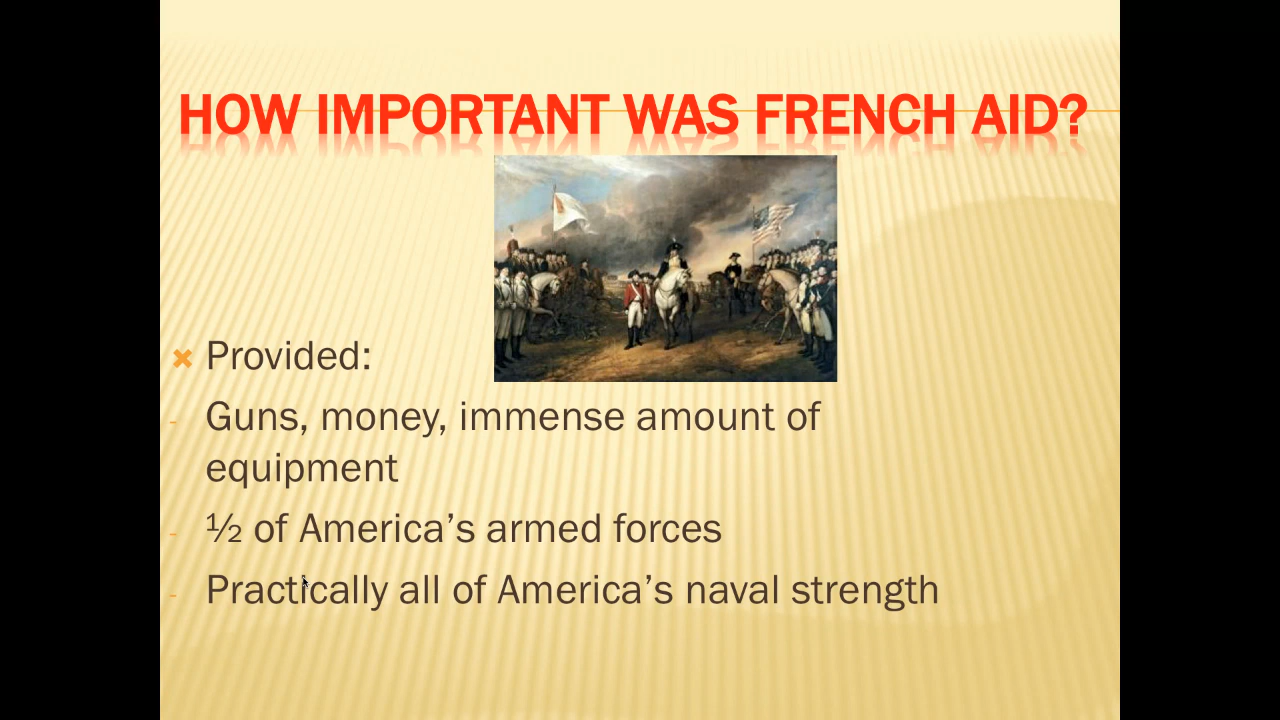 HOW IMPORTANT WAS FRENCH AID?
Provided:
- Guns, money, immense amount of
equipment
- ½ of America’s armed forces
- Practically all of America’s naval strength